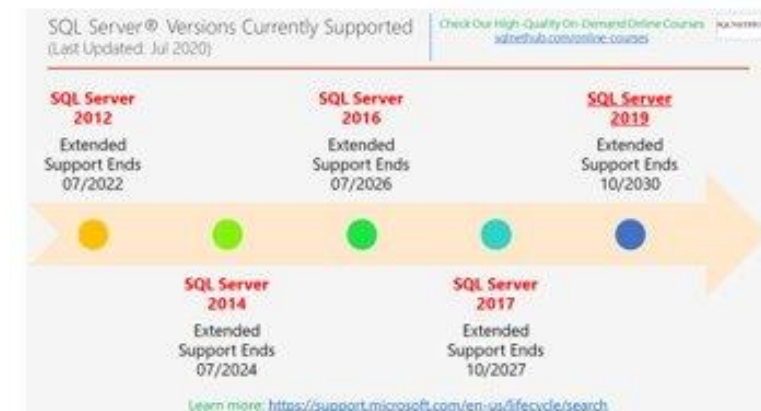 SQL Server® Versions Currently Supported
(Last Updated: Jul 2020)
Check Our High-Quality On-Demand Online Courses
sqlnethub.com/online-courses
SQLNETHUB
SQL Server
2012
Extended
Support Ends
07/2022
SQL Server
2016
Extended
Support Ends
07/2026
SQL Server
2019
Extended
Support Ends
10/2030
SQL Server
2014
Extended
Support Ends
07/2024
SQL Server
2017
Extended
Support Ends
10/2027
Learn more: https://support.microsoft.com/en-us/lifecycle/search